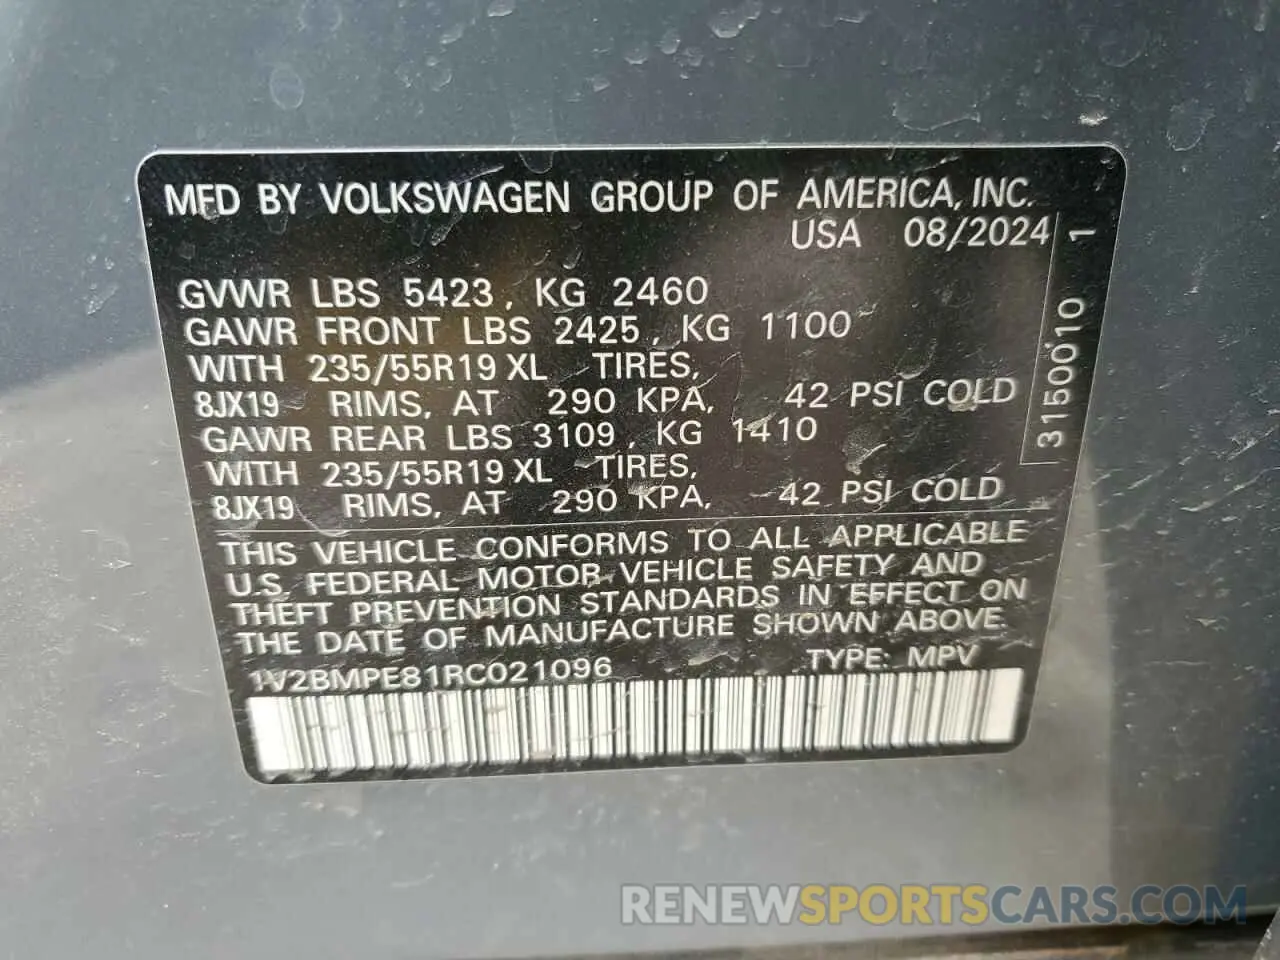 MFD BY VOLKSWAGEN GROUP OF AMERICA, INC.
USA 08/2024
GVWR LBS 5423, KG 2460
GAWR FRONT LBS 2425, KG 1100
WITH 235/55R19 XL TIRES,
8JX19 RIMS, AT 290 KPA, 42 PSI COLD
GAWR REAR LBS 3109, KG 1410
WITH 235/55R19 XL TIRES,
8JX19 RIMS, AT 290 KPA, 42 PSI COLD
3150010 1
THIS VEHICLE CONFORMS TO ALL APPLICABLE
U.S. FEDERAL MOTOR VEHICLE SAFETY AND
THEFT PREVENTION STANDARDS IN EFFECT ON
THE DATE OF MANUFACTURE SHOWN ABOVE.
1V2BMPE81RC021096 TYPE: MPV
RENEWSPORTSCARS.COM